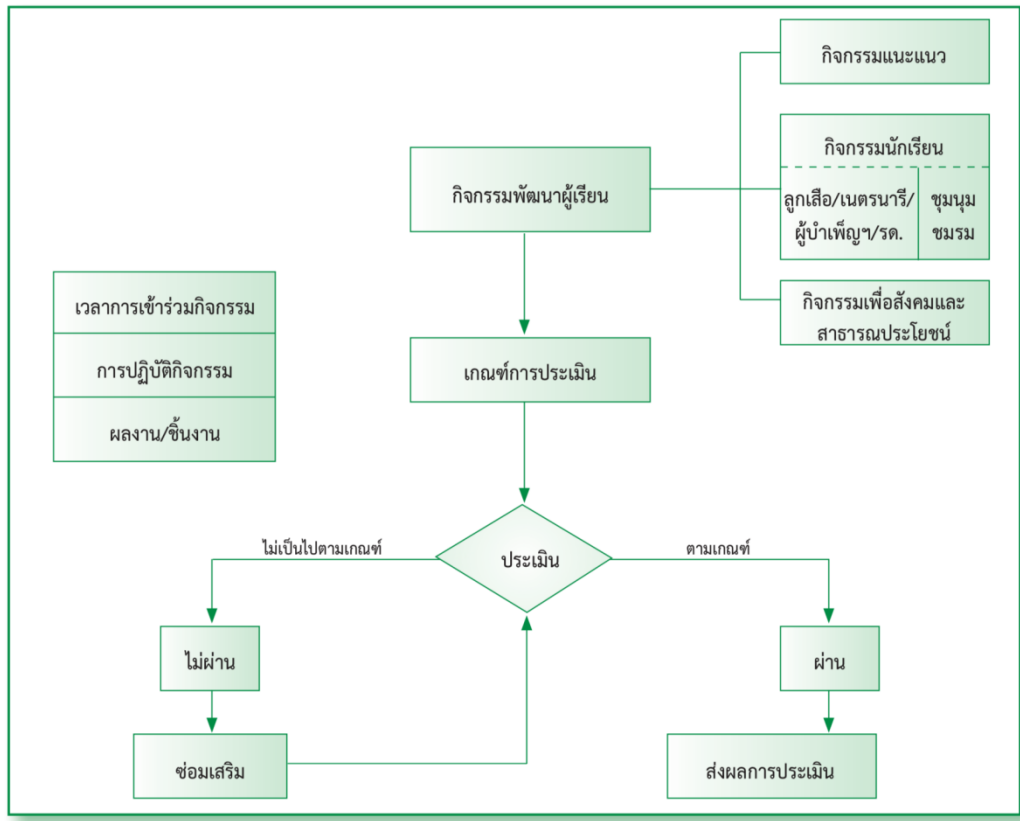 กิจกรรมแนะแนว
กิจกรรมนักเรียน
กิจกรรมพัฒนาผู้เรียน
ลูกเสือ/เนตรนารี/
ผู้บำเพ็ญฯ/รด.
ชุมนุม
ชมรม
กิจกรรมเพื่อสังคมและ
สาธารณประโยชน์
เวลาการเข้าร่วมกิจกรรม
การปฏิบัติกิจกรรม
ผลงาน/ชิ้นงาน
เกณฑ์การประเมิน
ประเมิน
ไม่เป็นไปตามเกณฑ์
ตามเกณฑ์
ไม่ผ่าน
ผ่าน
ซ่อมเสริม
ส่งผลการประเมิน